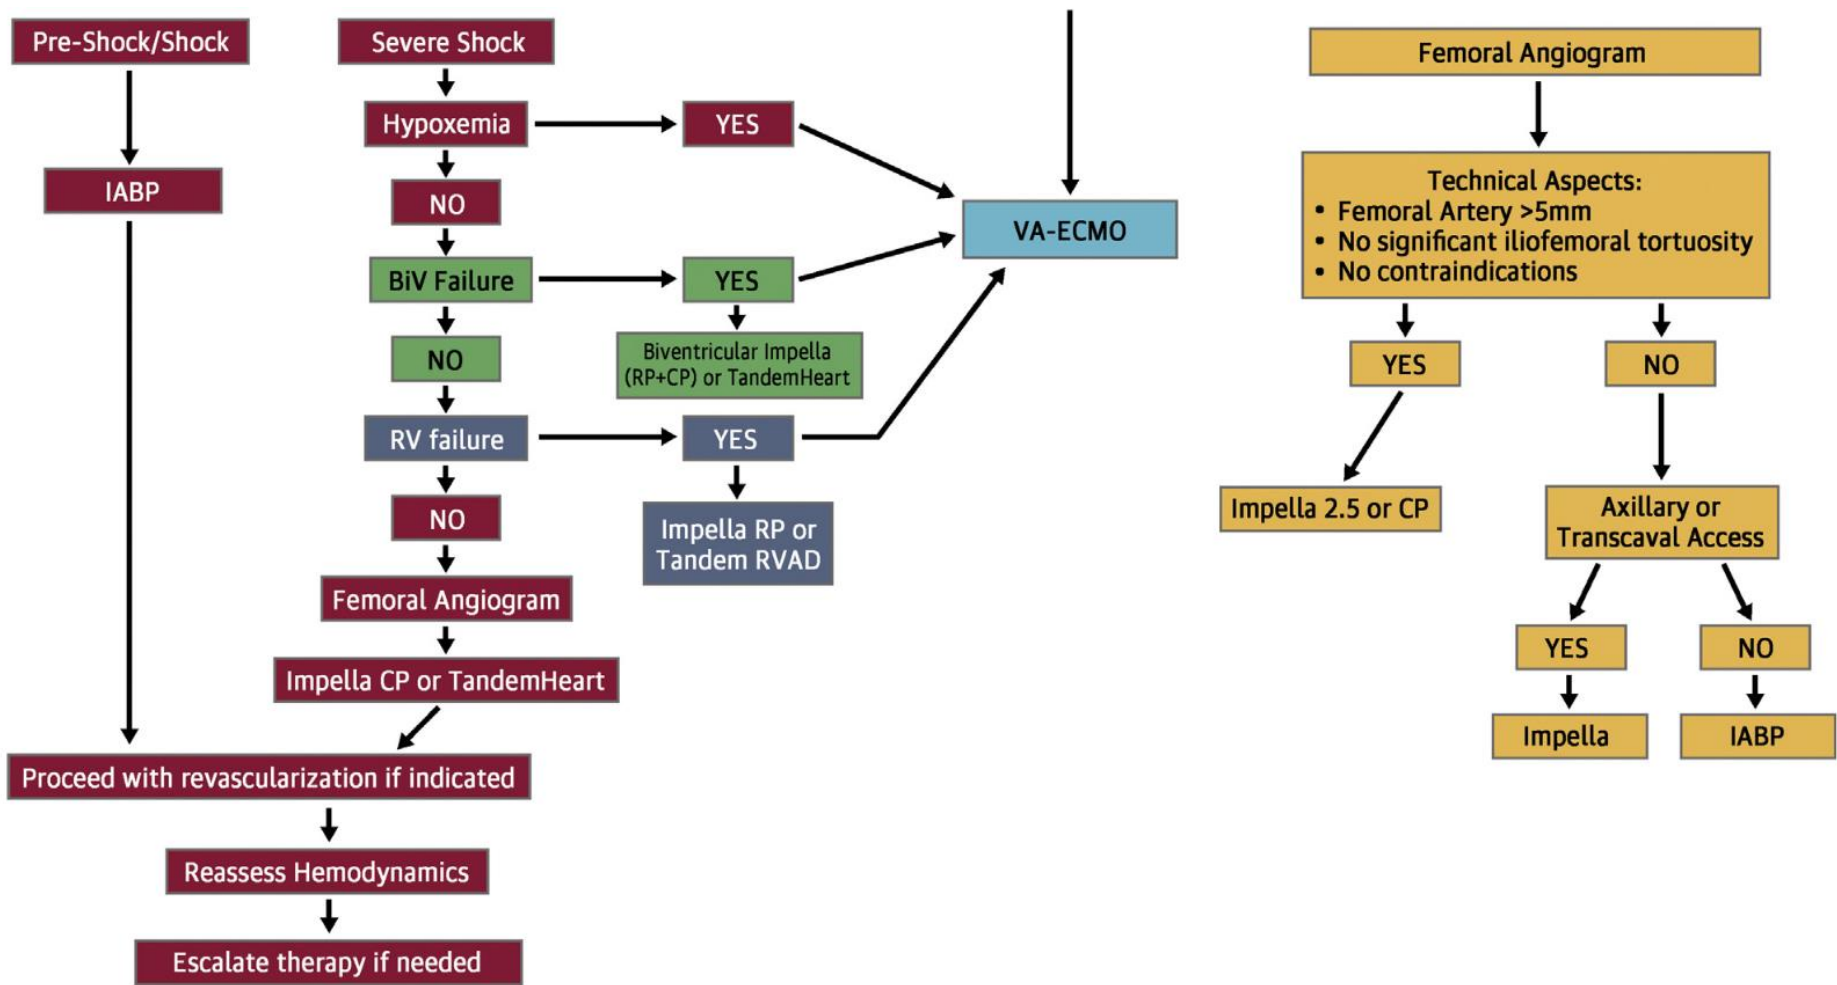 Pre-Shock/Shock
IABP
Severe Shock
Hypoxemia
YES
NO
BiV Failure
YES
NO
Biventricular Impella
(RP+CP) or TandemHeart
RV failure
YES
NO
Impella RP or
Tandem RVAD
Femoral Angiogram
Impella CP or TandemHeart
Proceed with revascularization if indicated
Reassess Hemodynamics
Escalate therapy if needed
VA-ECMO
Femoral Angiogram
Technical Aspects:
• Femoral Artery >5mm
• No significant iliofemoral tortuosity
• No contraindications
YES
NO
Impella 2.5 or CP
Axillary or
Transcaval Access
YES
NO
Impella
IABP